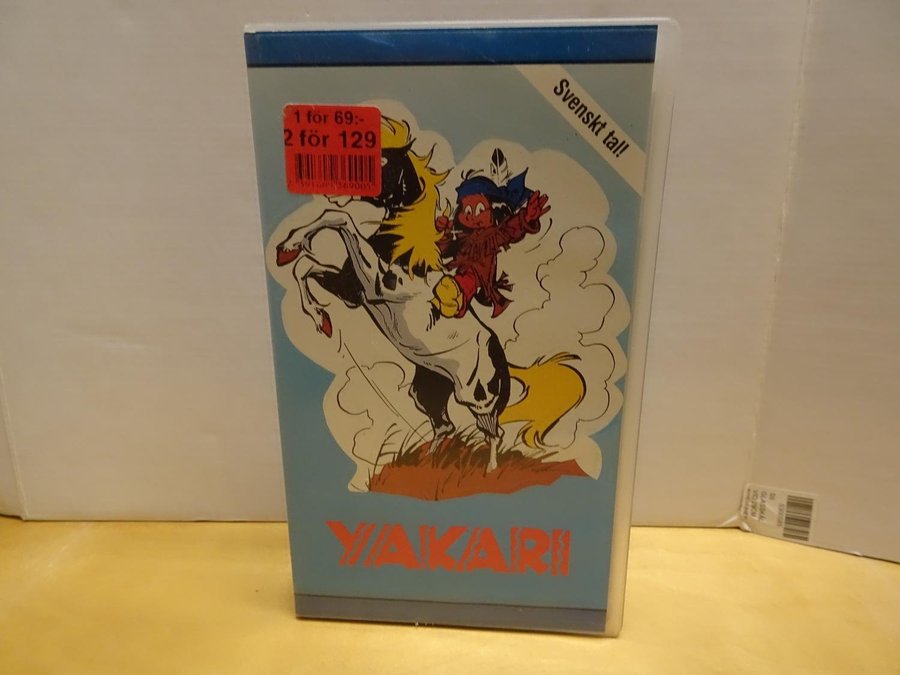 Svenskt tal!
1 för 69:-
2 för 129
YAKARI